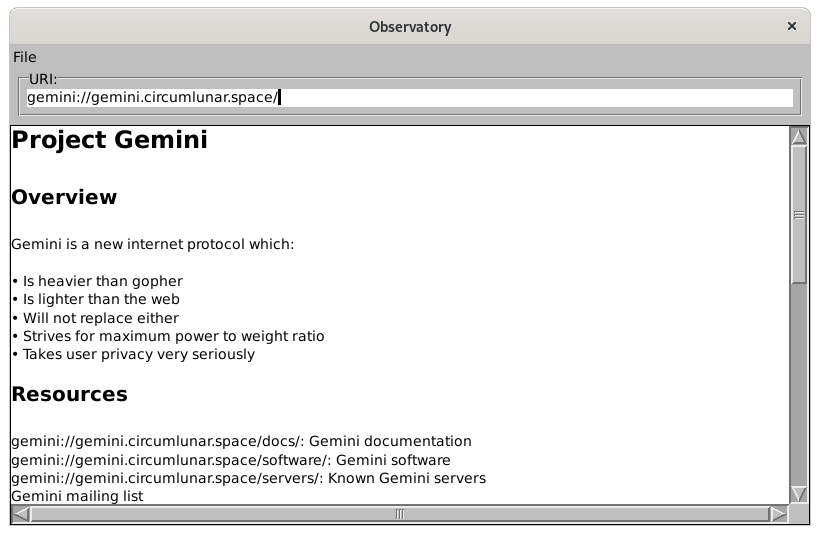 Observatory
File
URI:
gemini://gemini.circumlunar.space/
Project Gemini
Overview
Gemini is a new internet protocol which:
• Is heavier than gopher
• Is lighter than the web
• Will not replace either
• Strives for maximum power to weight ratio
• Takes user privacy very seriously
Resources
gemini://gemini.circumlunar.space/docs/: Gemini documentation
gemini://gemini.circumlunar.space/software/: Gemini software
gemini://gemini.circumlunar.space/servers/: Known Gemini servers
Gemini mailing list